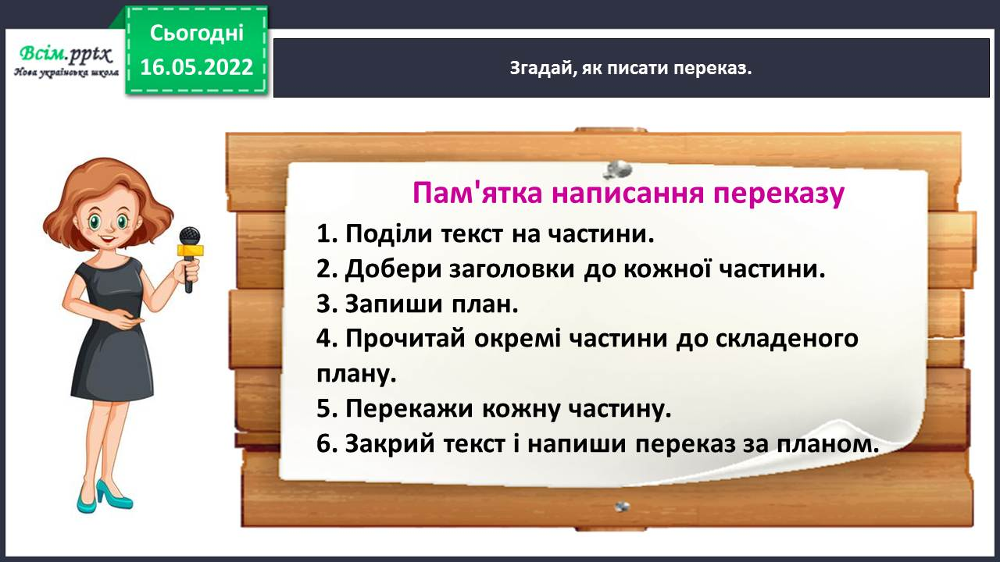 Всім.pptx
Нова українська школа
Сьогодні
16.05.2022
Згадай, як писати переказ.
Пам'ятка написання переказу
1. Поділи текст на частини.
2. Добери заголовки до кожної частини.
3. Запиши план.
4. Прочитай окремі частини до складеного
плану.
5. Перекажи кожну частину.
6. Закрий текст і напиши переказ за планом.